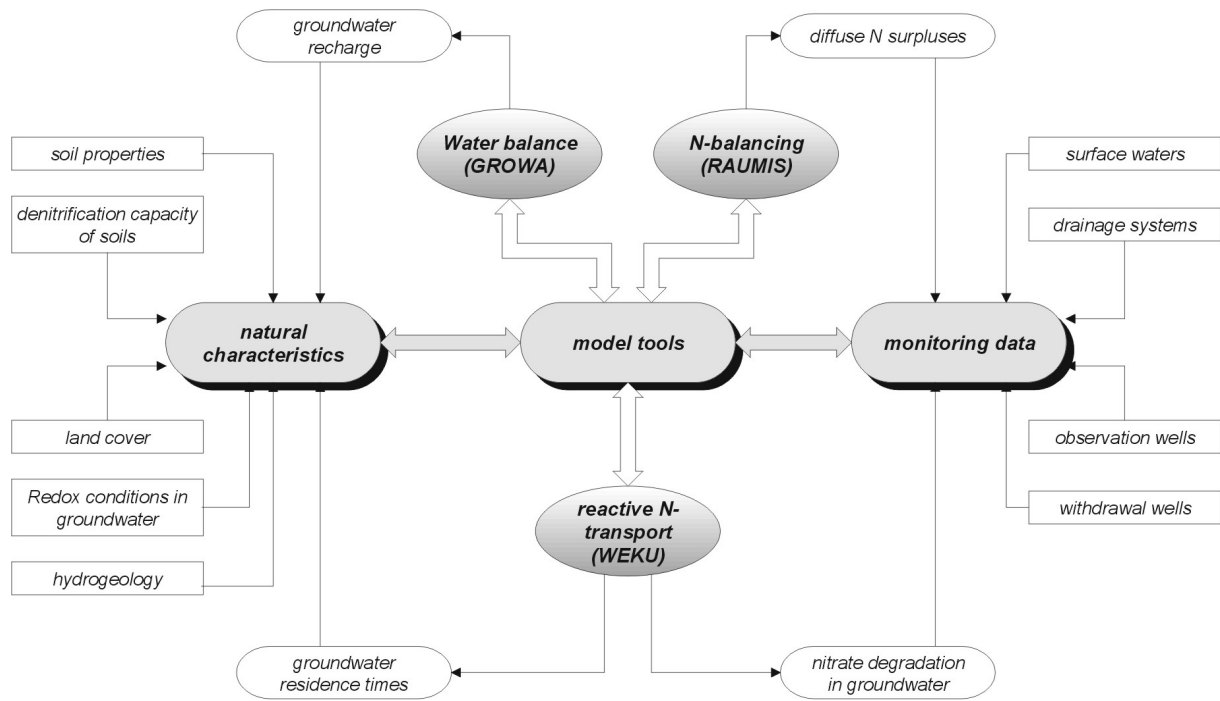 groundwater
recharge
diffuse N surpluses
Water balance
(GROWA)
N-balancing
(RAUMIS)
soil properties
surface waters
denitrification capacity
of soils
drainage systems
natural
characteristics
model tools
monitoring data
land cover
observation wells
Redox conditions in
groundwater
withdrawal wells
reactive N-
transport
(WEKU)
hydrogeology
groundwater
residence times
nitrate degradation
in groundwater